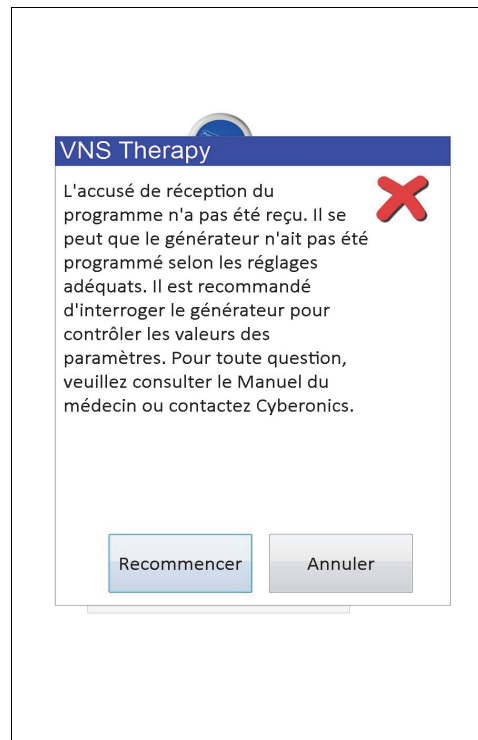 VNS Therapy
L'accusé de réception du
programme n'a pas été reçu. Il se
peut que le générateur n'ait pas été
programmé selon les réglages
adéquats. Il est recommandé
d'interroger le générateur pour
contrôler les valeurs des
paramètres. Pour toute question,
veuillez consulter le Manuel du
médecin ou contactez Cyberonics.
Recommencer
Annuler